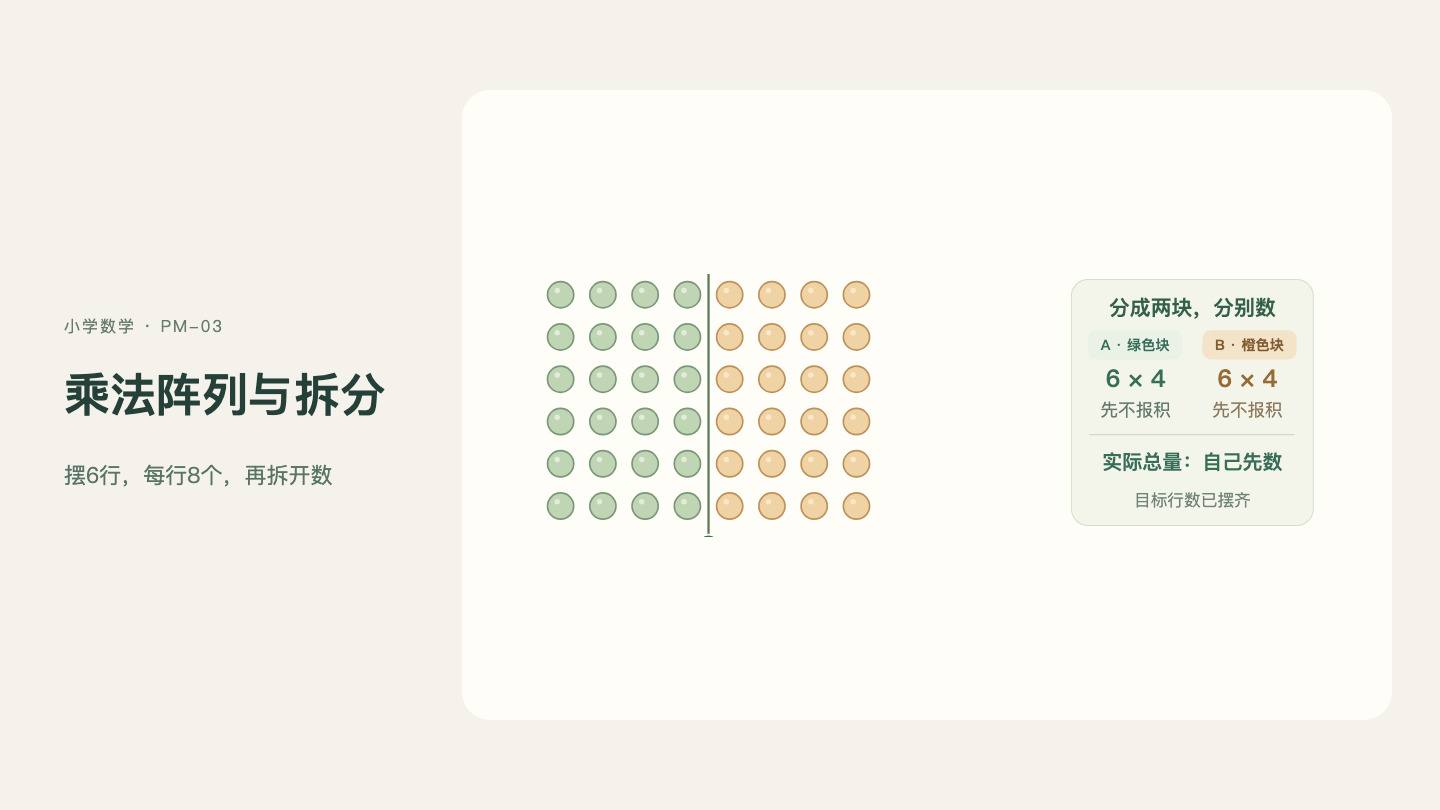 小学数学 · PM–03
乘法阵列与拆分
摆6行，每行8个，再拆开数
分成两块，分别数
A · 绿色块
B · 橙色块
6 × 4
6 × 4
先不报积
先不报积
实际总量：自己先数
目标行数已摆齐